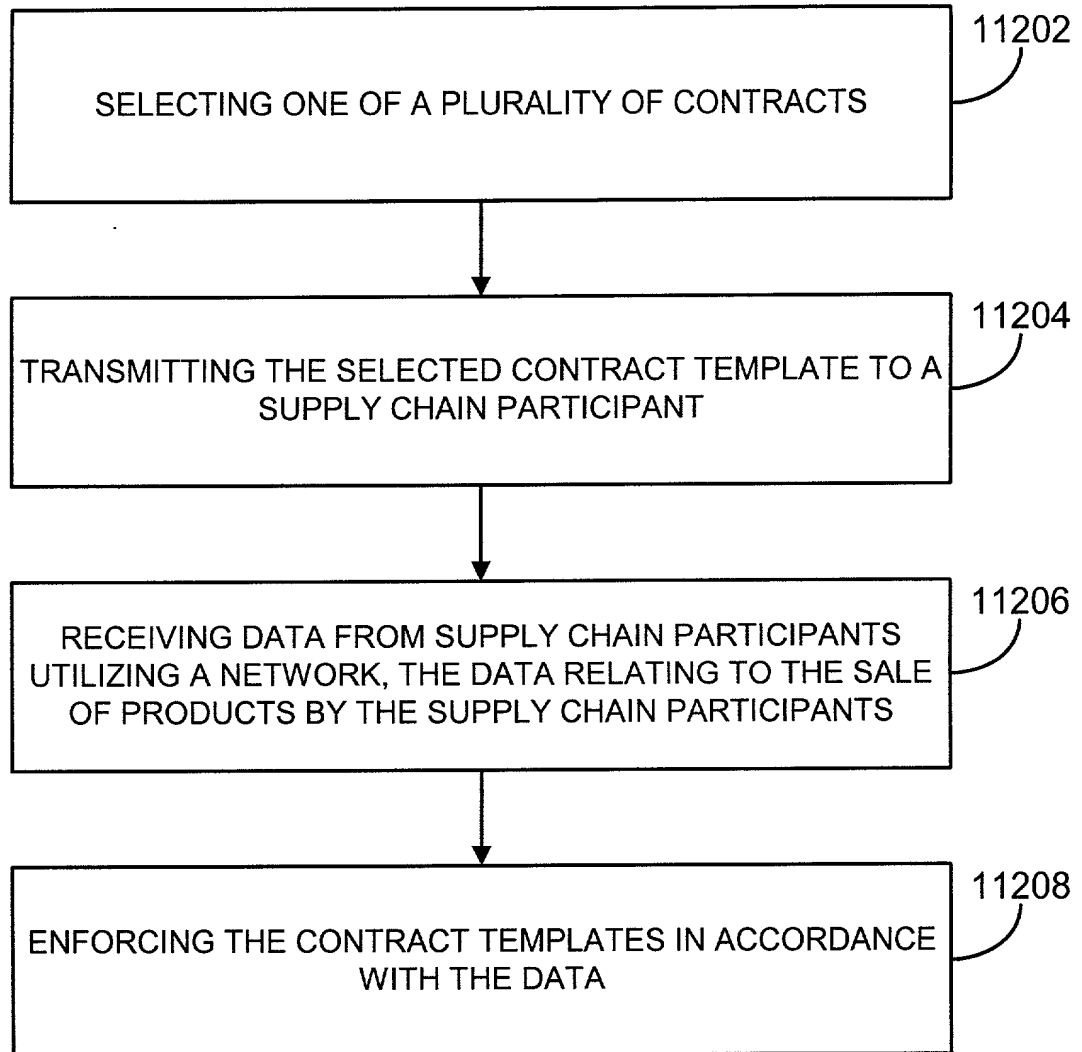 11202
SELECTING ONE OF A PLURALITY OF CONTRACTS
11204
TRANSMITTING THE SELECTED CONTRACT TEMPLATE TO A
SUPPLY CHAIN PARTICIPANT
11206
RECEIVING DATA FROM SUPPLY CHAIN PARTICIPANTS
UTILIZING A NETWORK, THE DATA RELATING TO THE SALE
OF PRODUCTS BY THE SUPPLY CHAIN PARTICIPANTS
11208
ENFORCING THE CONTRACT TEMPLATES IN ACCORDANCE
WITH THE DATA